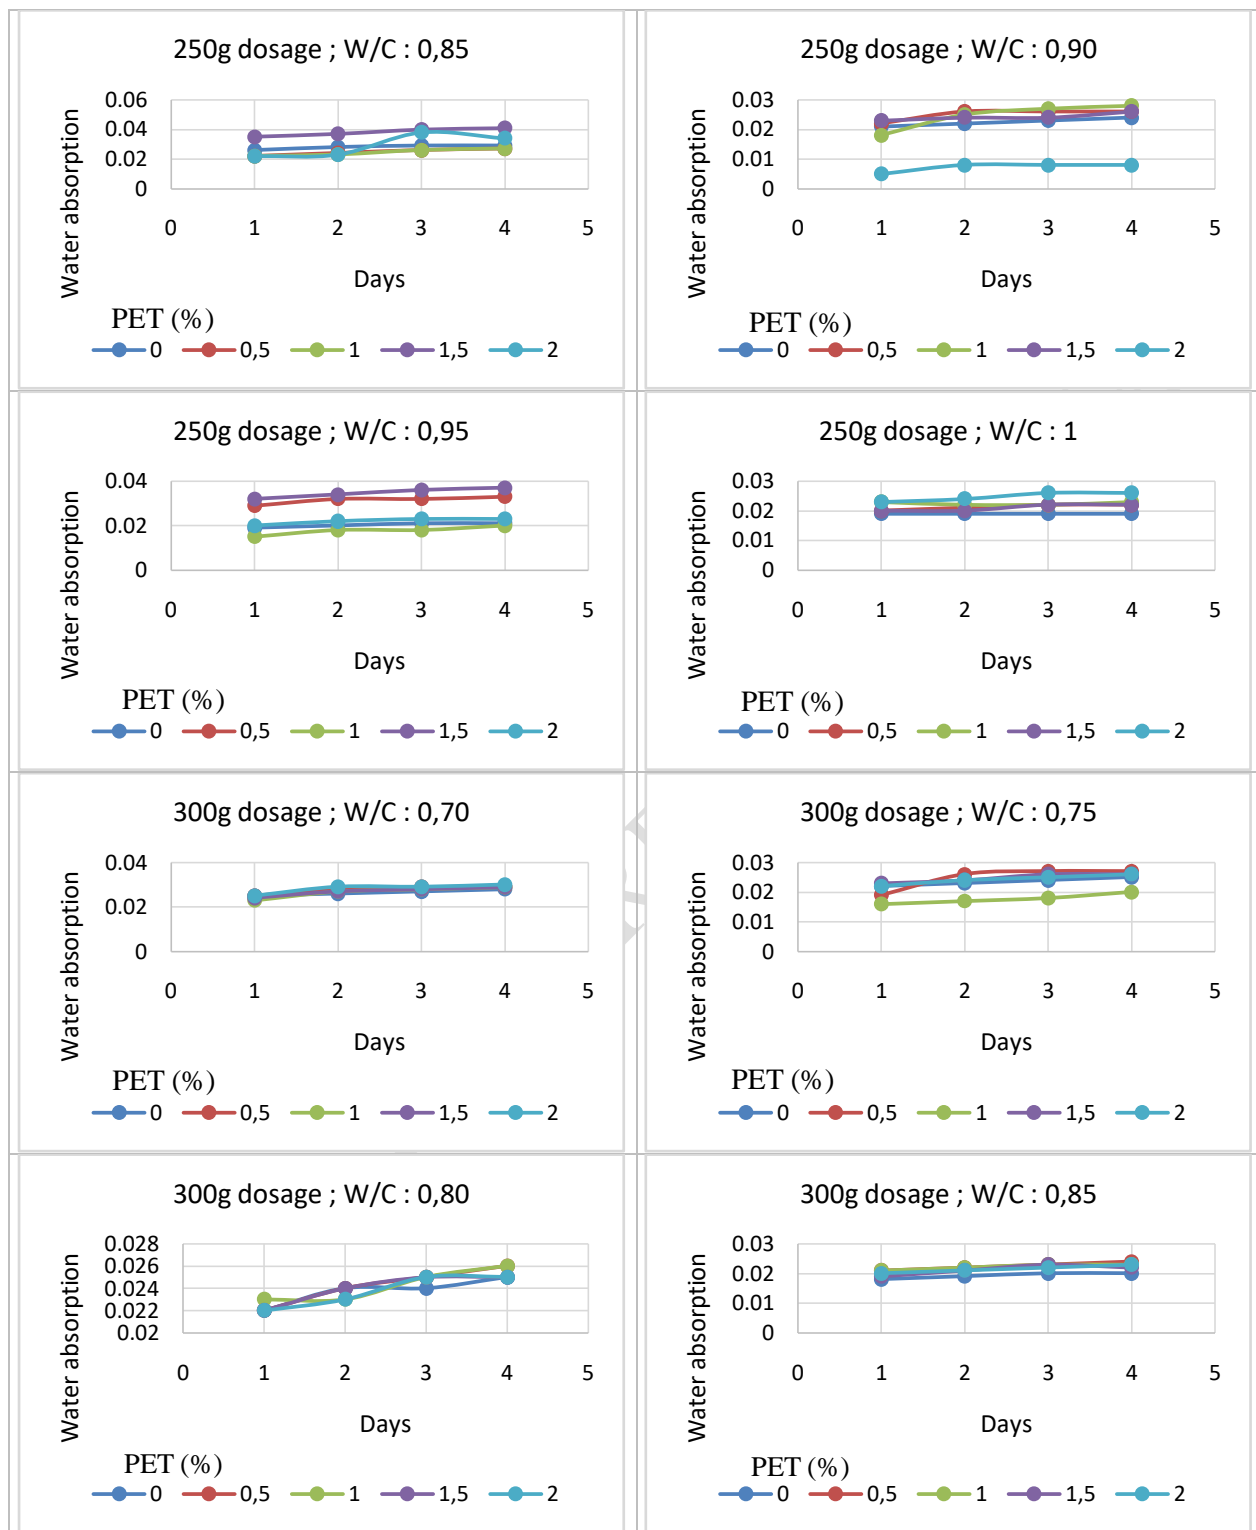 250g dosage ; W/C : 0,85
0.06
0.04
0.02
0
0 1 2 3 4 5
Water absorption
Days
PET (%)
0 0,5 1 1,5 2
250g dosage ; W/C : 0,90
0.03
0.02
0.01
0
0 1 2 3 4 5
Water absorption
Days
PET (%)
0 0,5 1 1,5 2
250g dosage ; W/C : 0,95
0.04
0.02
0
0 1 2 3 4 5
Water absorption
Days
PET (%)
0 0,5 1 1,5 2
250g dosage ; W/C : 1
0.03
0.02
0.01
0
0 1 2 3 4 5
Water absorption
Days
PET (%)
0 0,5 1 1,5 2
300g dosage ; W/C : 0,70
0.04
0.02
0
0 1 2 3 4 5
Water absorption
Days
PET (%)
0 0,5 1 1,5 2
300g dosage ; W/C : 0,75
0.03
0.02
0.01
0
0 1 2 3 4 5
Water absorption
Days
PET (%)
0 0,5 1 1,5 2
300g dosage ; W/C : 0,80
0.028
0.026
0.024
0.022
0.02
0 1 2 3 4 5
Water absorption
Days
PET (%)
0 0,5 1 1,5 2
300g dosage ; W/C : 0,85
0.03
0.02
0.01
0
0 1 2 3 4 5
Water absorption
Days
PET (%)
0 0,5 1 1,5 2